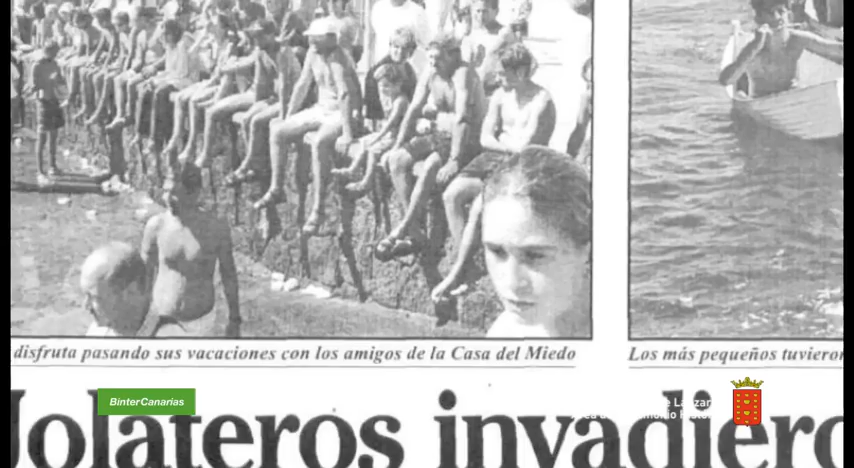 disfruta pasando sus vacaciones con los amigos de la Casa del Miedo
Los más pequeños tuvieron
BinterCanarias
Jolateros invadiero